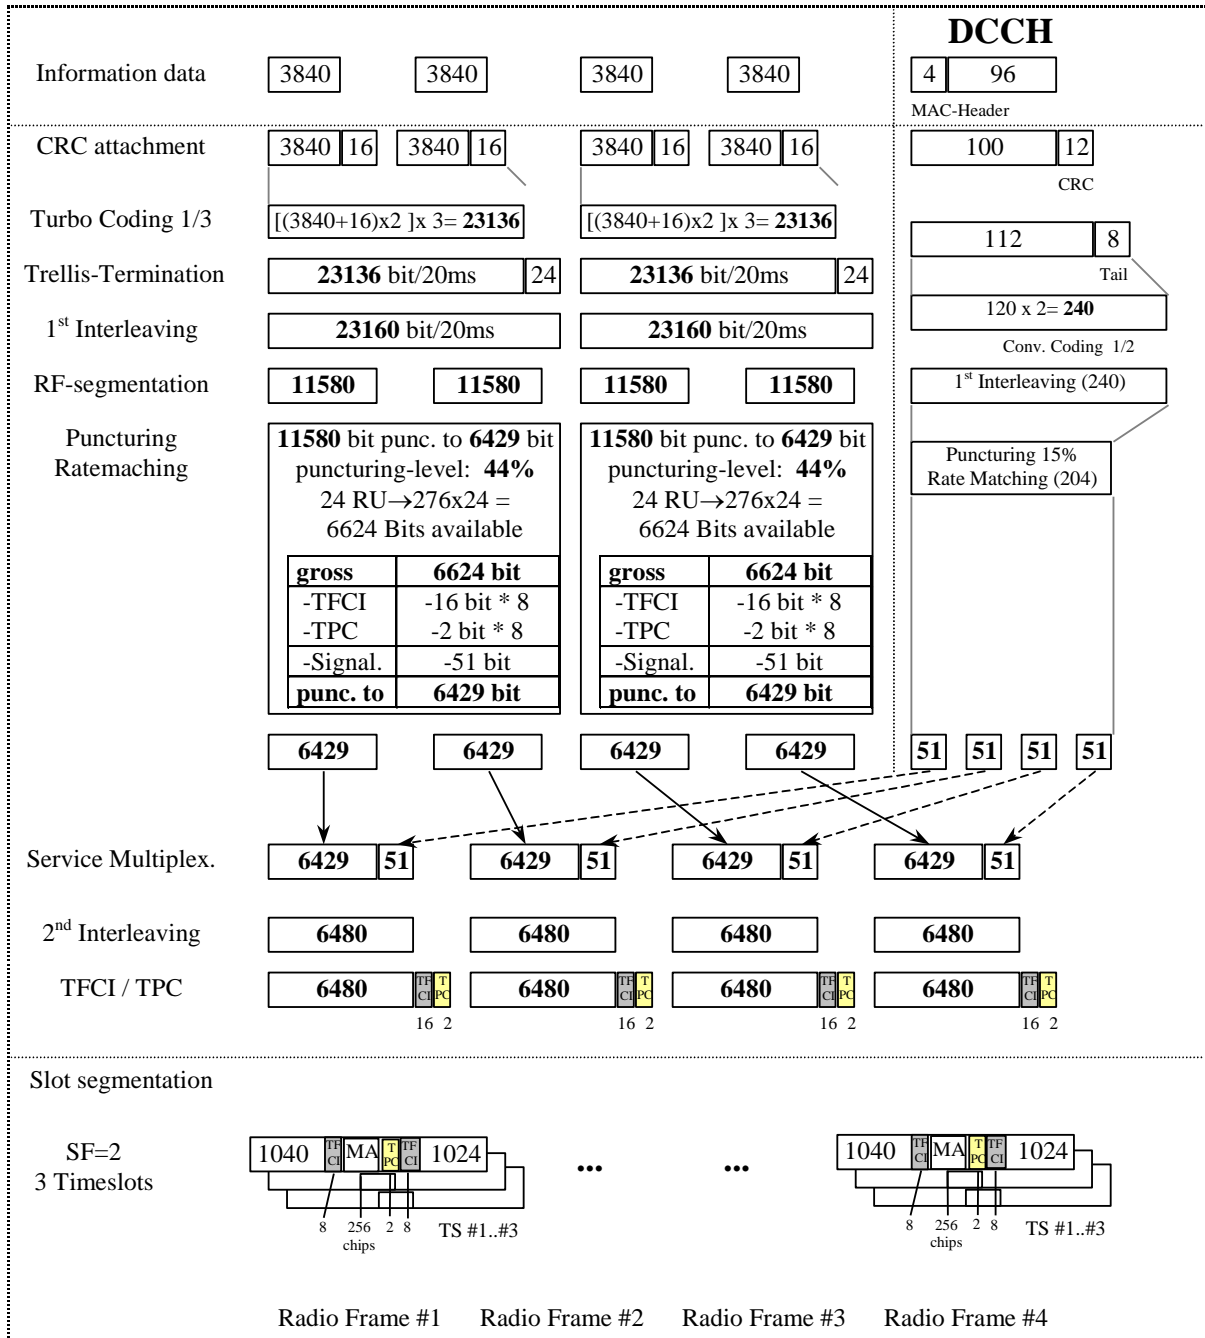 DCCH
Information data 3840 3840 3840 3840 4 96
MAC-Header
CRC attachment 3840 16 3840 16 3840 16 3840 16 100 12
CRC
Turbo Coding 1/3 [(3840+16)x2 ]x 3= 23136 [(3840+16)x2 ]x 3= 23136
112 8
Trellis-Termination 23136 bit/20ms 24 23136 bit/20ms 24
Tail
120 x 2= 240
1st Interleaving 23160 bit/20ms 23160 bit/20ms
Conv. Coding 1/2
RF-segmentation 11580 11580 11580 11580 1st Interleaving (240)
Puncturing 11580 bit punc. to 6429 bit 11580 bit punc. to 6429 bit
Ratemaching puncturing-level: 44% puncturing-level: 44% Puncturing 15%
Rate Matching (204)
24 RU→276x24 = 24 RU→276x24 =
6624 Bits available 6624 Bits available
gross 6624 bit gross 6624 bit
-TFCI -16 bit * 8 -TFCI -16 bit * 8
-TPC -2 bit * 8 -TPC -2 bit * 8
-Signal. -51 bit -Signal. -51 bit
punc. to 6429 bit punc. to 6429 bit
6429 6429 6429 6429 51 51 51 51
Service Multiplex. 6429 51 6429 51 6429 51 6429 51
2nd Interleaving 6480 6480 6480 6480
TFCI / TPC 6480 TF CI T PC 6480 TF CI T PC 6480 TF CI T PC 6480 TF CI T PC
16 2 16 2 16 2 16 2
Slot segmentation
SF=2 1040 TF CI MA T PC TF CI 1024 ... ... 1040 TF CI MA T PC TF CI 1024
3 Timeslots
8 256 2 8 TS #1..#3 8 256 2 8 TS #1..#3
chips chips
Radio Frame #1 Radio Frame #2 Radio Frame #3 Radio Frame #4